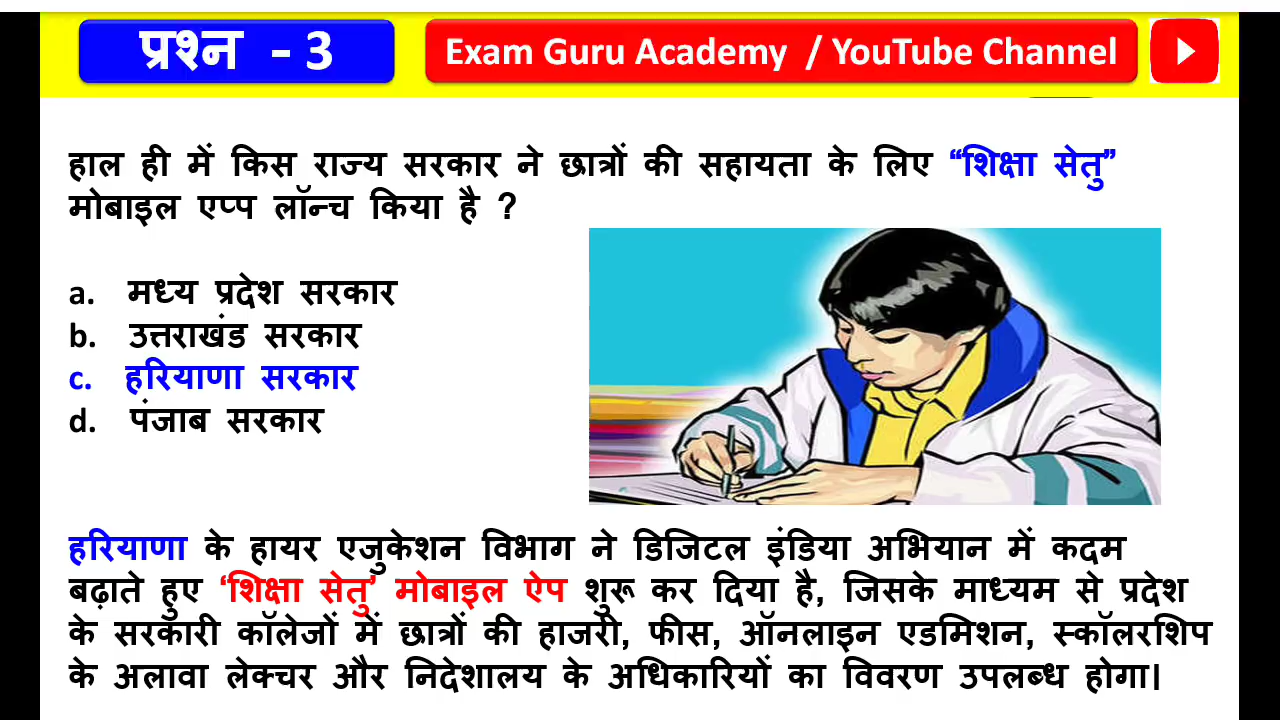 प्रश्न - 3
Exam Guru Academy / YouTube Channel
हाल ही में किस राज्य सरकार ने छात्रों की सहायता के लिए “शिक्षा सेतु”
मोबाइल एप्प लॉन्च किया है ?
a. मध्य प्रदेश सरकार
b. उत्तराखंड सरकार
c. हरियाणा सरकार
d. पंजाब सरकार
हरियाणा के हायर एजुकेशन विभाग ने डिजिटल इंडिया अभियान में कदम
बढ़ाते हुए ‘शिक्षा सेतु’ मोबाइल ऐप शुरू कर दिया है, जिसके माध्यम से प्रदेश
के सरकारी कॉलेजों में छात्रों की हाजरी, फीस, ऑनलाइन एडमिशन, स्कॉलरशिप
के अलावा लेक्चर और निदेशालय के अधिकारियों का विवरण उपलब्ध होगा।